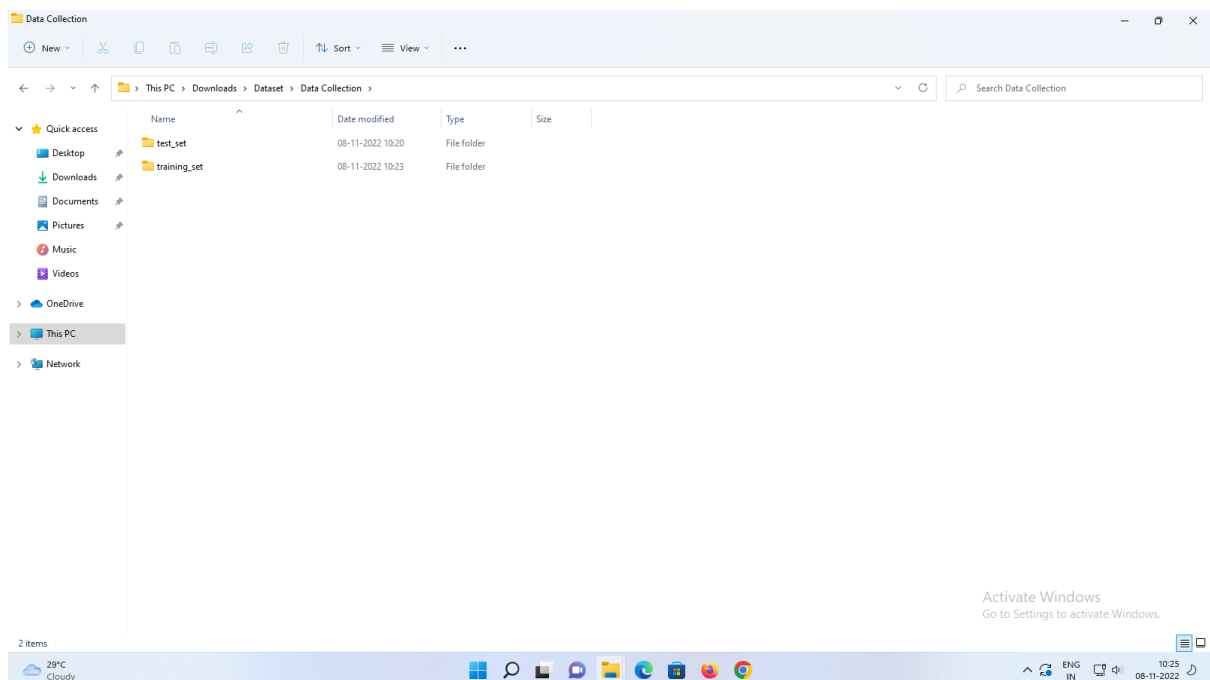 Data Collection
New
Sort
View
This PC > Downloads > Dataset > Data Collection >
Search Data Collection
Name Date modified Type Size
Quick access
Desktop
Downloads
Documents
Pictures
Music
Videos
OneDrive
This PC
Network
test_set 08-11-2022 10:20 File folder
training_set 08-11-2022 10:23 File folder
Activate Windows
Go to Settings to activate Windows.
2 items
29°C
Cloudy
ENG
IN
10:25
08-11-2022